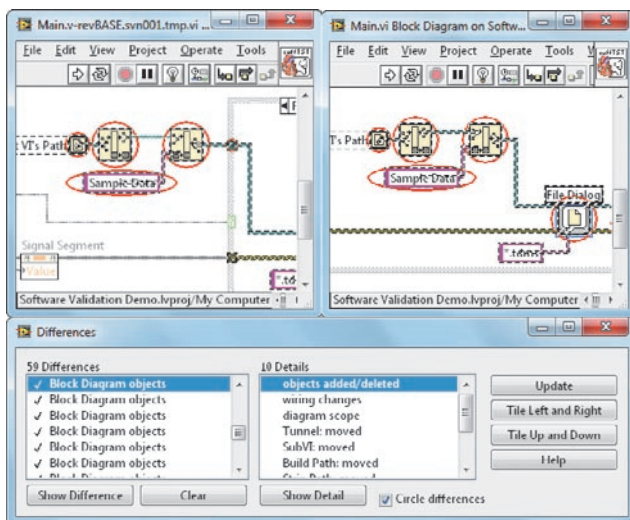 Main.v-revBASE.svn001.tmp.vi ...
File Edit View Project Operate Tools
VI's Path
Sample Data
Signal Segment
Value
Software Validation Demo.lvproj/My Computer
Main.vi Block Diagram on Softw...
File Edit View Project Operate Tools
T's Path
Sample Data
File Dialog
*.tdms
Software Validation Demo.lvproj/My Computer
Differences
59 Differences
Block Diagram objects
Block Diagram objects
Block Diagram objects
Block Diagram objects
Block Diagram objects
Show Difference
Clear
10 Details
objects added/deleted
wiring changes
diagram scope
Tunnel: moved
SubVI: moved
Build Path: moved
Show Detail
Circle differences
Update
Tile Left and Right
Tile Up and Down
Help